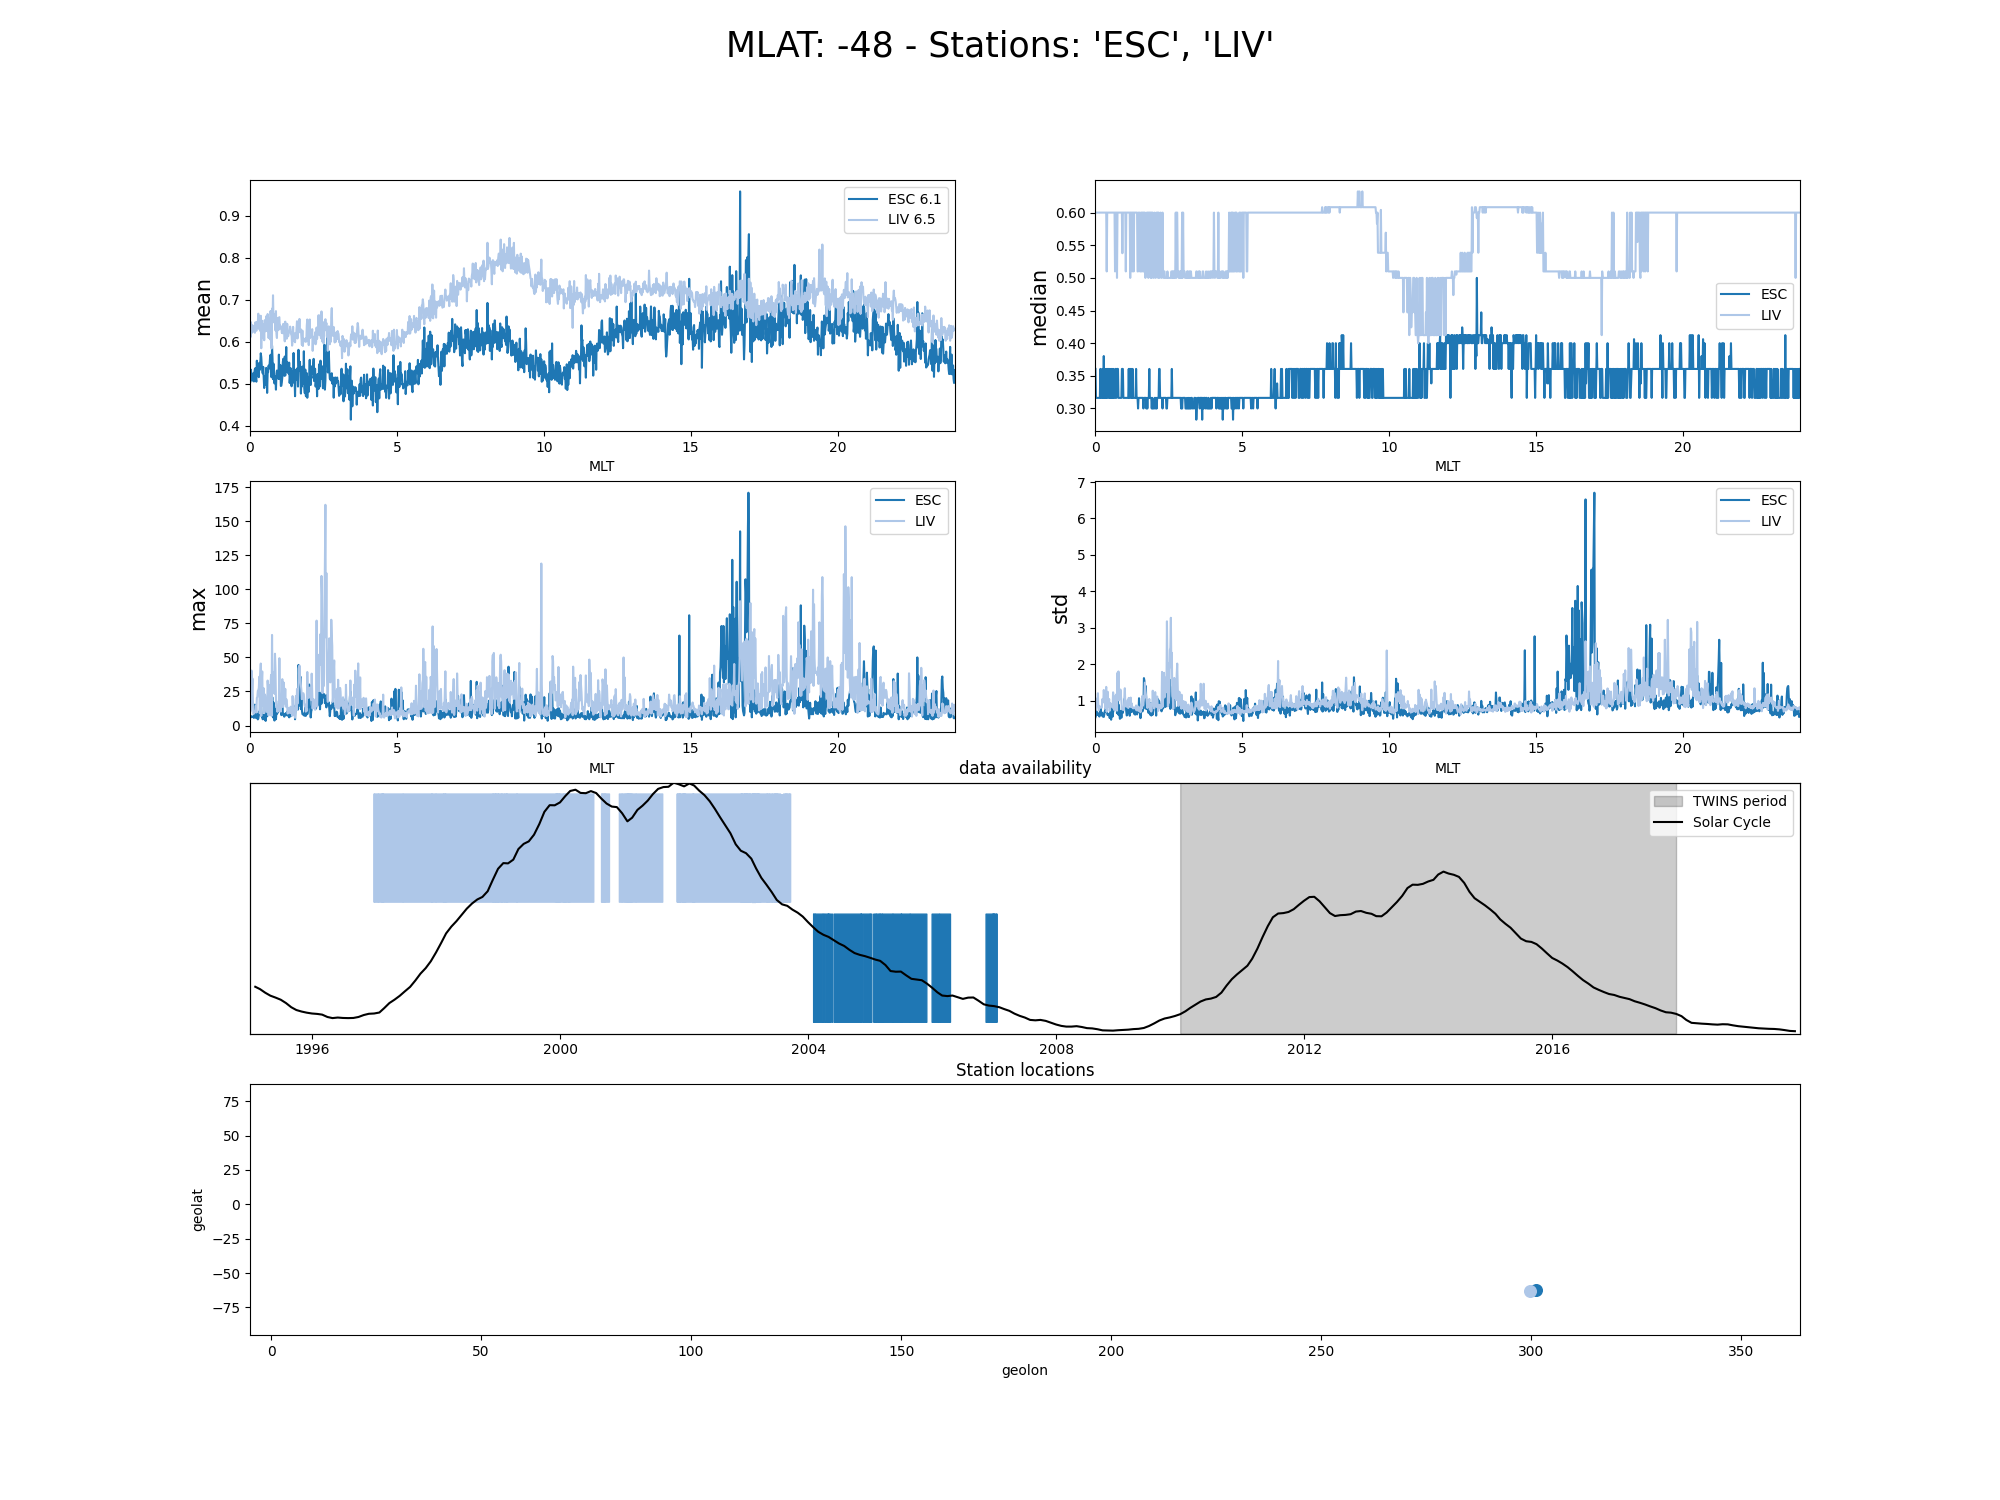 MLAT: -48 - Stations: 'ESC', 'LIV'
mean
0.9
0.8
0.7
0.6
0.5
0.4
ESC 6.1
LIV 6.5
0 5 10 15 20
MLT
median
0.60
0.55
0.50
0.45
0.40
0.35
0.30
ESC
LIV
0 5 10 15 20
MLT
max
175
150
125
100
75
50
25
0
ESC
LIV
0 5 10 15 20
MLT
std
7
6
5
4
3
2
1
ESC
LIV
0 5 10 15 20
MLT
data availability
TWINS period
Solar Cycle
1996 2000 2004 2008 2012 2016
Station locations
geolat
75
50
25
0
−25
−50
−75
0 50 100 150 200 250 300 350
geolon